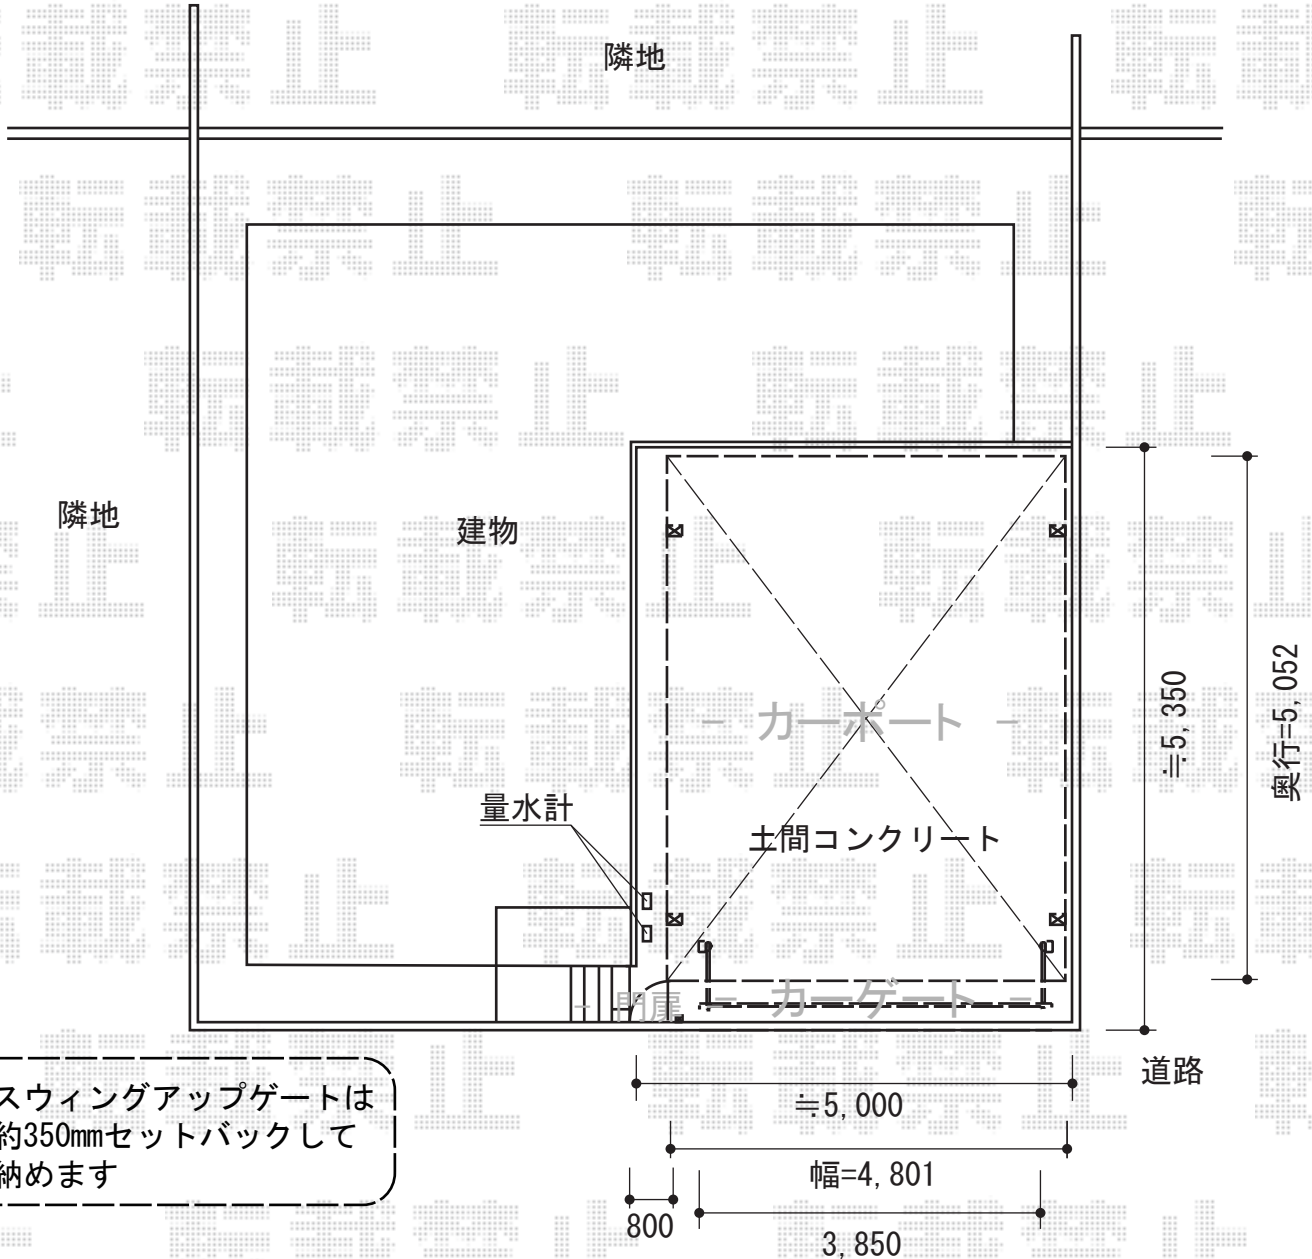 隣地
隣地
建物
量水計
- カーポート -
土間コンクリート
- 門扉 -
- カーゲート -
≒5,350
奥行=5,052
道路
≒5,000
幅=4,801
800
3,850
スウィングアップゲートは
約350mmセットバックして
納めます
転載禁止